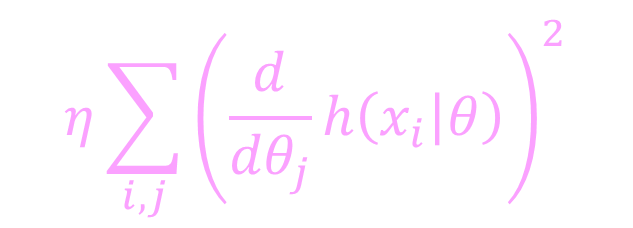 η ∑_{i,j} (d/dθ_j h(x_i|θ))^2